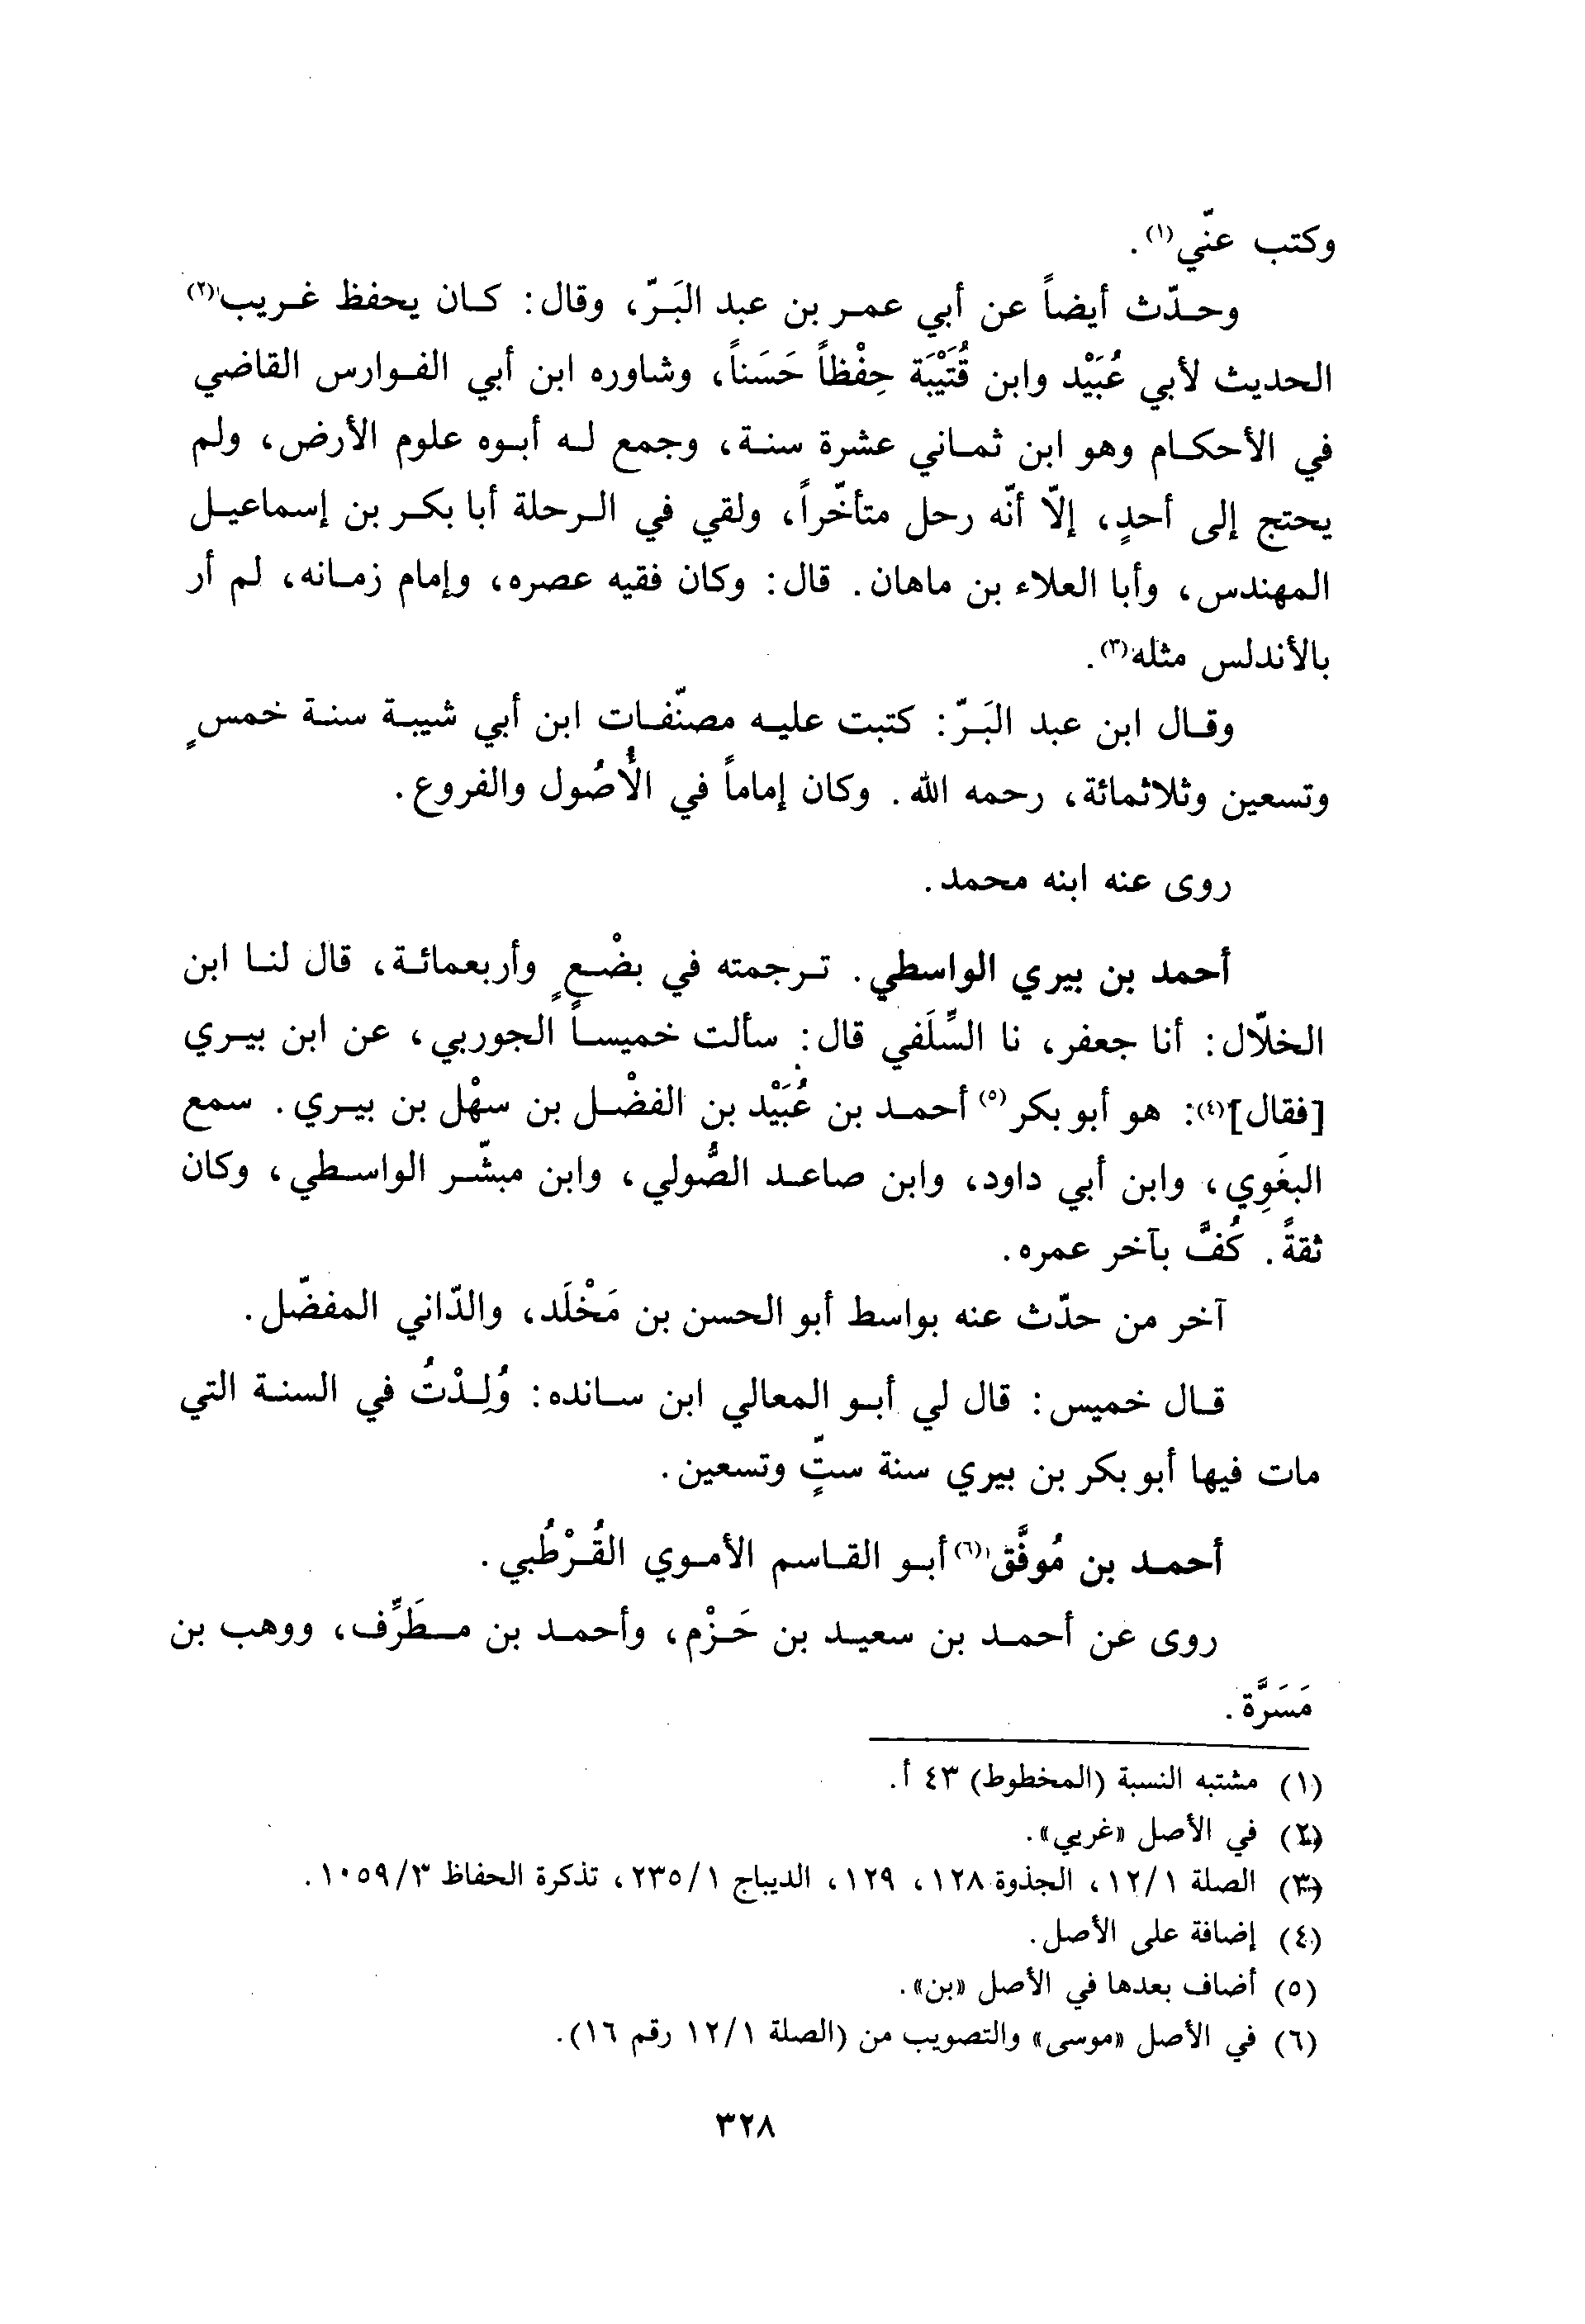 وكتب عنّي(١).
وحدّث أيضاً عن أبي عمر بن عبد البَرّ، وقال: كان يحفظ غريب(٢)
الحديث لأبي عُبَيْد وابن قُتَيْبَة حِفْظاً حَسَناً، وشاوره ابن أبي الفوارس القاضي
في الأحكام وهو ابن ثماني عشرة سنة، وجمع له أبوه علوم الأرض، ولم
يحتج إلى أحدٍ، إلّا أنّه رحل متأخّراً، ولقي في الرحلة أبا بكر بن إسماعيل
المهندس، وأبا العلاء بن ماهان. قال: وكان فقيه عصره، وإمام زمانه، لم أر
بالأندلس مثله(٣).
وقال ابن عبد البَرّ: كتبت عليه مصنّفات ابن أبي شيبة سنة خمسٍ
وتسعين وثلاثمائة، رحمه الله. وكان إماماً في الأُصُول والفروع.
روى عنه ابنه محمد.
أحمد بن بيري الواسطي. ترجمته في بضْعٍ وأربعمائة، قال لنا ابن
الخلّال: أنا جعفر، نا السِّلَفي قال: سألت خميساً الجوربي، عن ابن بيري
[فقال](٤): هو أبو بكر(٥) أحمد بن عُبَيْد بن الفضْل بن سهْل بن بيري. سمع
البغَوِي، وابن أبي داود، وابن صاعد الصُّولي، وابن مبشّر الواسطي، وكان
ثقةً. كُفَّ بآخر عمره.
آخر من حدّث عنه بواسط أبو الحسن بن مَخْلَد، والدّاني المفضّل.
قال خميس: قال لي أبو المعالي ابن سانده: وُلِدْتُ في السنة التي
مات فيها أبو بكر بن بيري سنة ستٍّ وتسعين.
أحمد بن مُوفَّق(٦) أبو القاسم الأموي القُرْطُبي.
روى عن أحمد بن سعيد بن حَزْم، وأحمد بن مطَرِّف، ووهب بن
مَسَرَّة.
(١) مشتبه النسبة (المخطوط) ٤٣ أ.
(٢) في الأصل «غريي».
(٣) الصلة ١٢/١، الجذوة ١٢٨، ١٢٩، الديباج ٢٣٥/١، تذكرة الحفاظ ١٠٥٩/٣.
(٤) إضافة على الأصل.
(٥) أضاف بعدها في الأصل «بن».
(٦) في الأصل «موسى» والتصويب من (الصلة ١٢/١ رقم ١٦).
٣٢٨